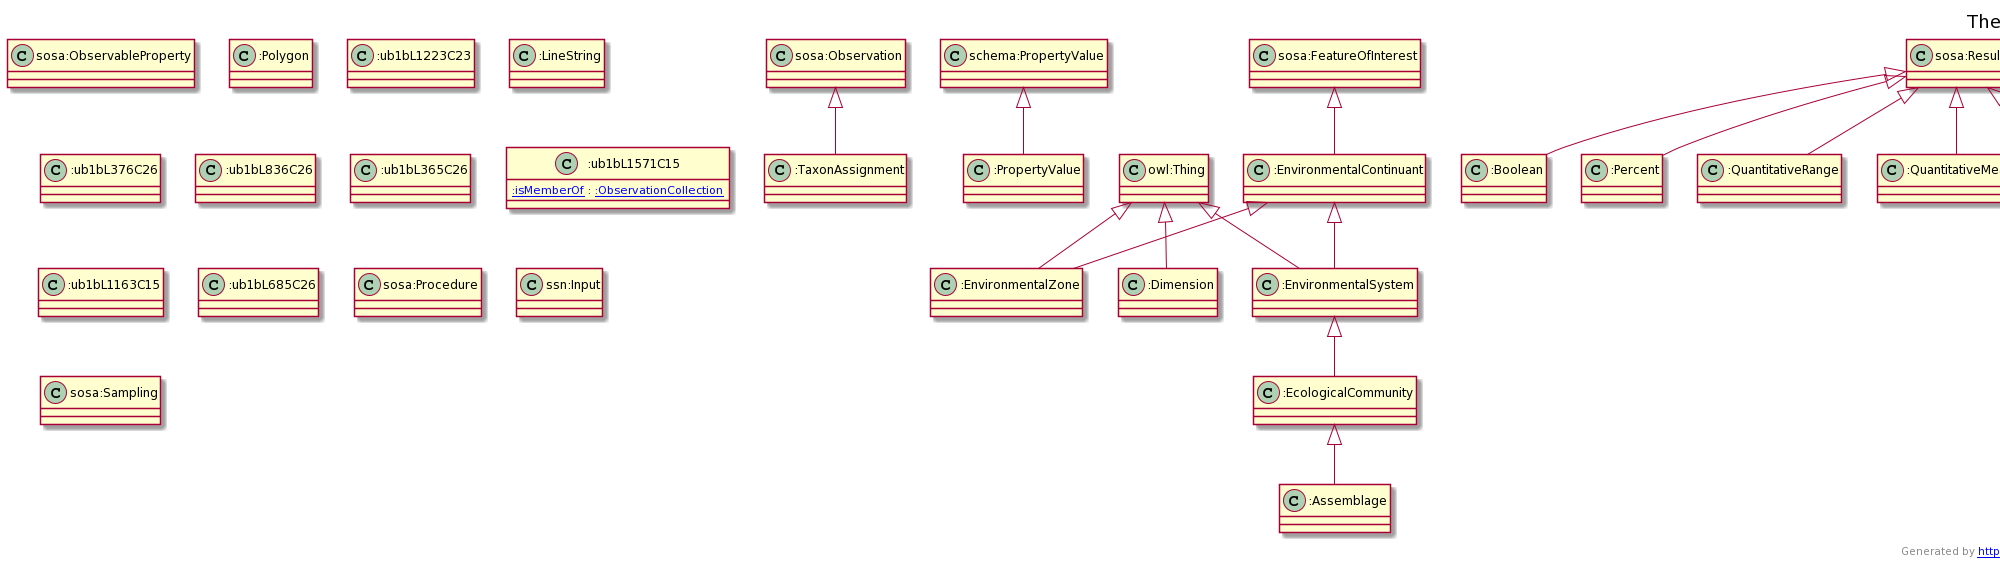 The
C sosa:ObservableProperty
C :Polygon
C :ub1bL1223C23
C :LineString
C sosa:Observation
C schema:PropertyValue
C sosa:FeatureOfInterest
C sosa:Resul
C :ub1bL376C26
C :ub1bL836C26
C :ub1bL365C26
C :ub1bL1571C15
:isMemberOf : :ObservationCollection
C :TaxonAssignment
C :PropertyValue
C owl:Thing
C :EnvironmentalContinuant
C :Boolean
C :Percent
C :QuantitativeRange
C :QuantitativeMe
C :ub1bL1163C15
C :ub1bL685C26
C sosa:Procedure
C ssn:Input
C :EnvironmentalZone
C :Dimension
C :EnvironmentalSystem
C sosa:Sampling
C :EcologicalCommunity
C :Assemblage
Generated by http